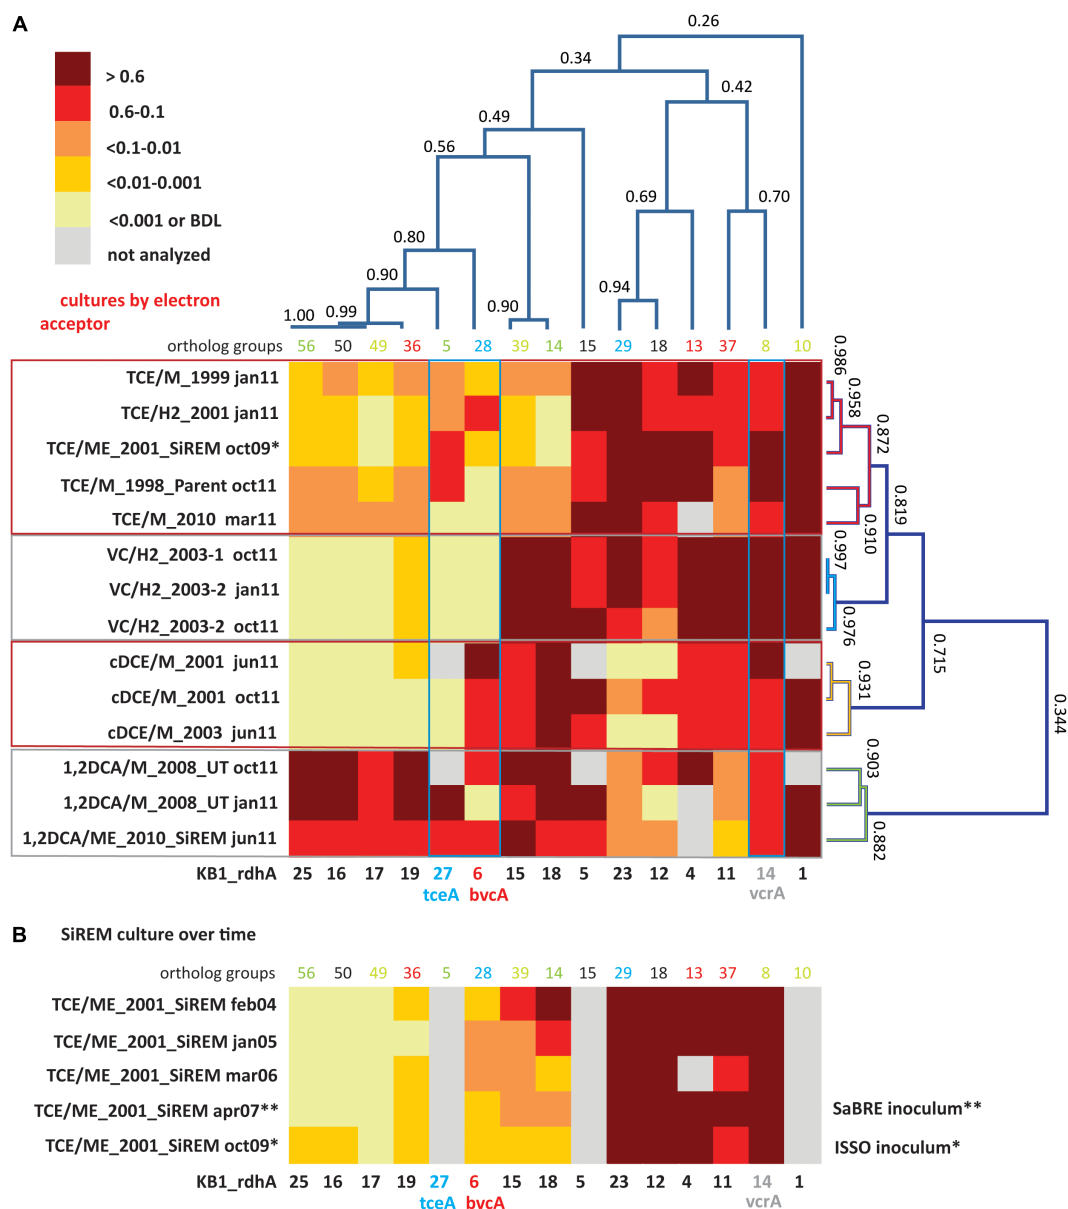 A
0.26
0.34
0.42
0.49
0.56
0.69
0.70
0.80
0.90
0.94
0.90
0.99
1.00
> 0.6
0.6-0.1
<0.1-0.01
<0.01-0.001
<0.001 or BDL
not analyzed
cultures by electron
acceptor
ortholog groups 56 50 49 36 5 28 39 14 15 29 18 13 37 8 10
TCE/M_1999 jan11
TCE/H2_2001 jan11
TCE/ME_2001_SiREM oct09*
TCE/M_1998_Parent oct11
TCE/M_2010 mar11
VC/H2_2003-1 oct11
VC/H2_2003-2 jan11
VC/H2_2003-2 oct11
cDCE/M_2001 jun11
cDCE/M_2001 oct11
cDCE/M_2003 jun11
1,2DCA/M_2008_UT oct11
1,2DCA/M_2008_UT jan11
1,2DCA/ME_2010_SiREM jun11
0.986
0.958
0.872
0.819
0.910
0.997
0.976
0.931
0.715
0.344
0.903
0.882
KB1_rdhA 25 16 17 19 27 6 15 18 5 23 12 4 11 14 1
tceA bvcA vcrA
B SiREM culture over time
ortholog groups 56 50 49 36 5 28 39 14 15 29 18 13 37 8 10
TCE/ME_2001_SiREM feb04
TCE/ME_2001_SiREM jan05
TCE/ME_2001_SiREM mar06
TCE/ME_2001_SiREM apr07** SaBRE inoculum**
TCE/ME_2001_SiREM oct09* ISSO inoculum*
KB1_rdhA 25 16 17 19 27 6 15 18 5 23 12 4 11 14 1
tceA bvcA vcrA